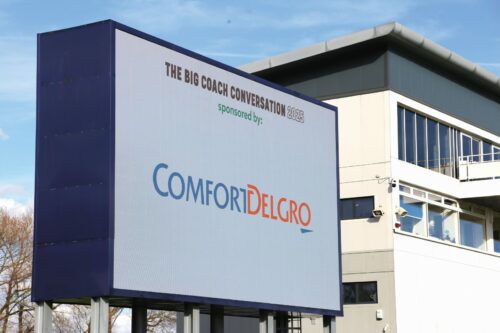 THE BIG COACH CONVERSATION 2025
sponsored by:
COMFORTDELGRO